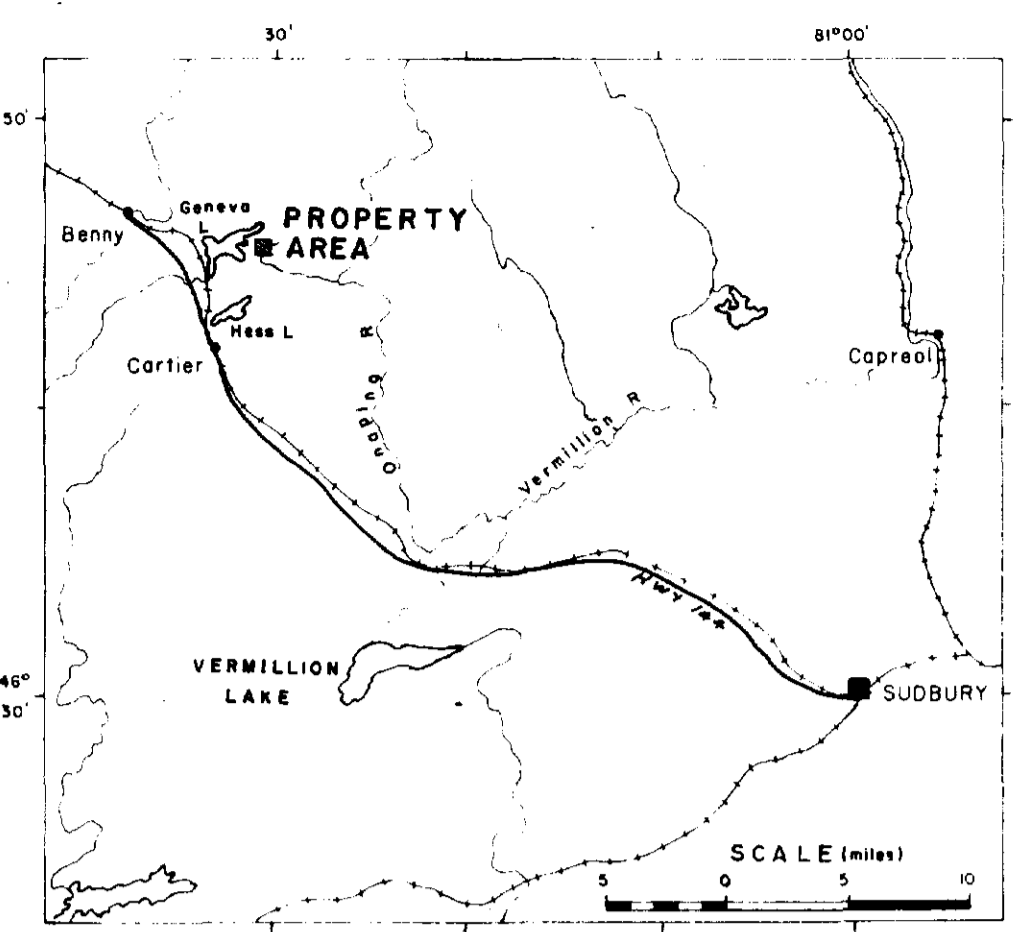 30'
81°00'
50'
Geneva
L
PROPERTY
AREA
Benny
Hess L
Cartier
Capreol
Onaping R
Vermillion R
Hwy 144
VERMILLION
LAKE
46°
30'
SUDBURY
SCALE (miles)
5 0 5 10